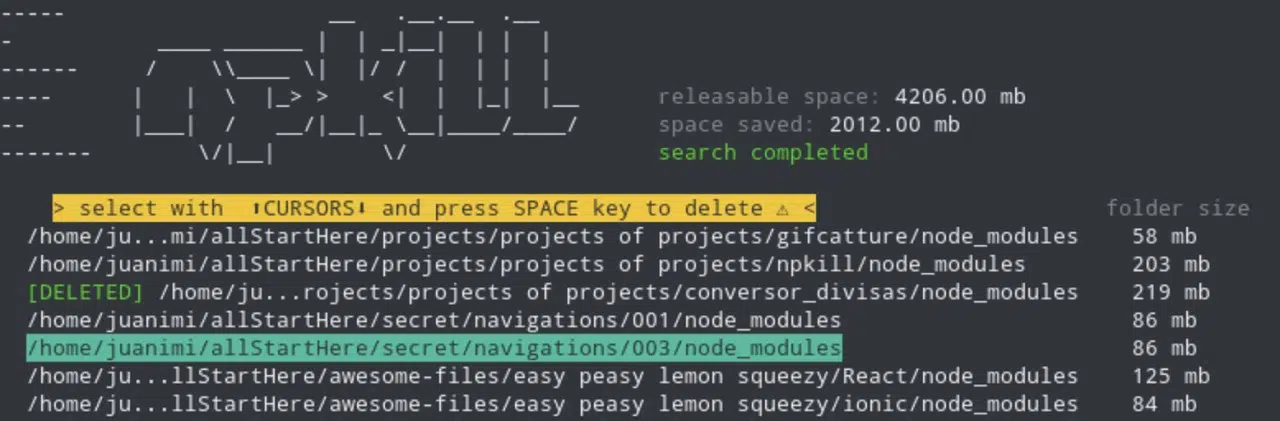 npkill
releasable space: 4206.00 mb
space saved: 2012.00 mb
search completed
> select with ⬆CURSORS⬇ and press SPACE key to delete ⚠ < folder size
/home/ju...mi/allStartHere/projects/projects of projects/gifcatture/node_modules 58 mb
/home/juanimi/allStartHere/projects/projects of projects/npkill/node_modules 203 mb
[DELETED] /home/ju...rojects/projects of projects/conversor_divisas/node_modules 219 mb
/home/juanimi/allStartHere/secret/navigations/001/node_modules 86 mb
/home/juanimi/allStartHere/secret/navigations/003/node_modules 86 mb
/home/ju...llStartHere/awesome-files/easy peasy lemon squeezy/React/node_modules 125 mb
/home/ju...llStartHere/awesome-files/easy peasy lemon squeezy/ionic/node_modules 84 mb